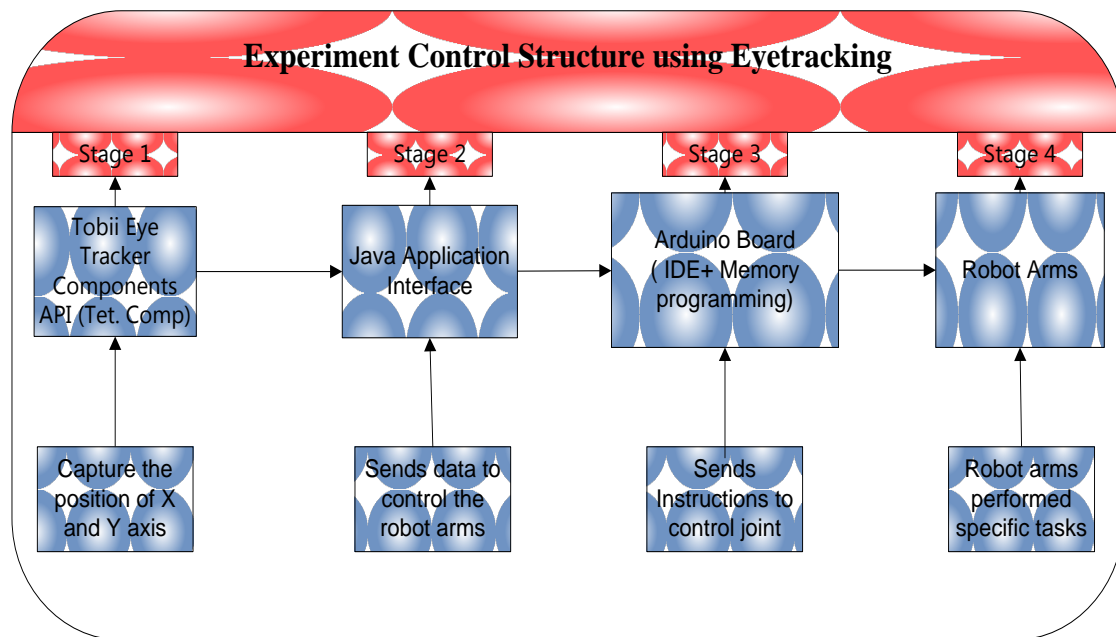 Experiment Control Structure using Eyetracking
Stage 1
Stage 2
Stage 3
Stage 4
Tobii Eye
Tracker
Components
API (Tet. Comp)
Java Application
Interface
Arduino Board
( IDE+ Memory
programming)
Robot Arms
Capture the
position of X
and Y axis
Sends data to
control the
robot arms
Sends
Instructions to
control joint
Robot arms
performed
specific tasks